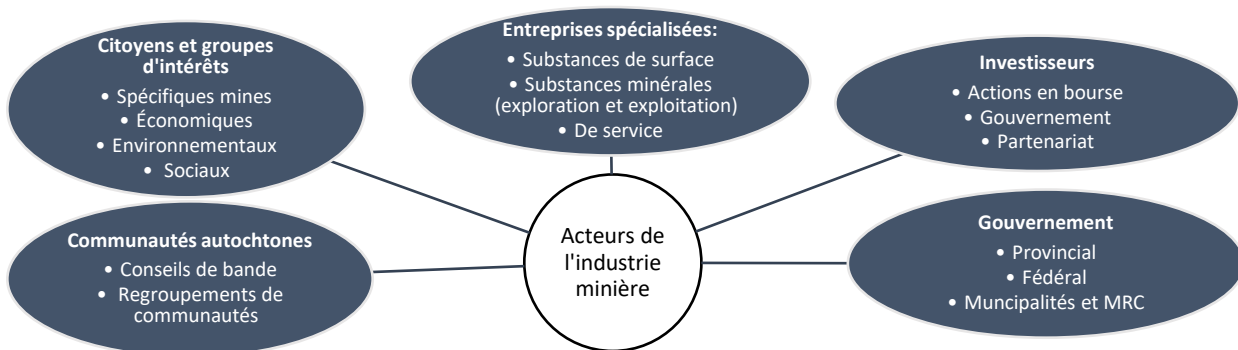 Citoyens et groupes
d'intérêts
• Spécifiques mines
• Économiques
• Environnementaux
• Sociaux
Entreprises spécialisées:
• Substances de surface
• Substances minérales
(exploration et exploitation)
• De service
Investisseurs
• Actions en bourse
• Gouvernement
• Partenariat
Communautés autochtones
• Conseils de bande
• Regroupements de
communautés
Acteurs de
l'industrie
minière
Gouvernement
• Provincial
• Fédéral
• Muncipalités et MRC